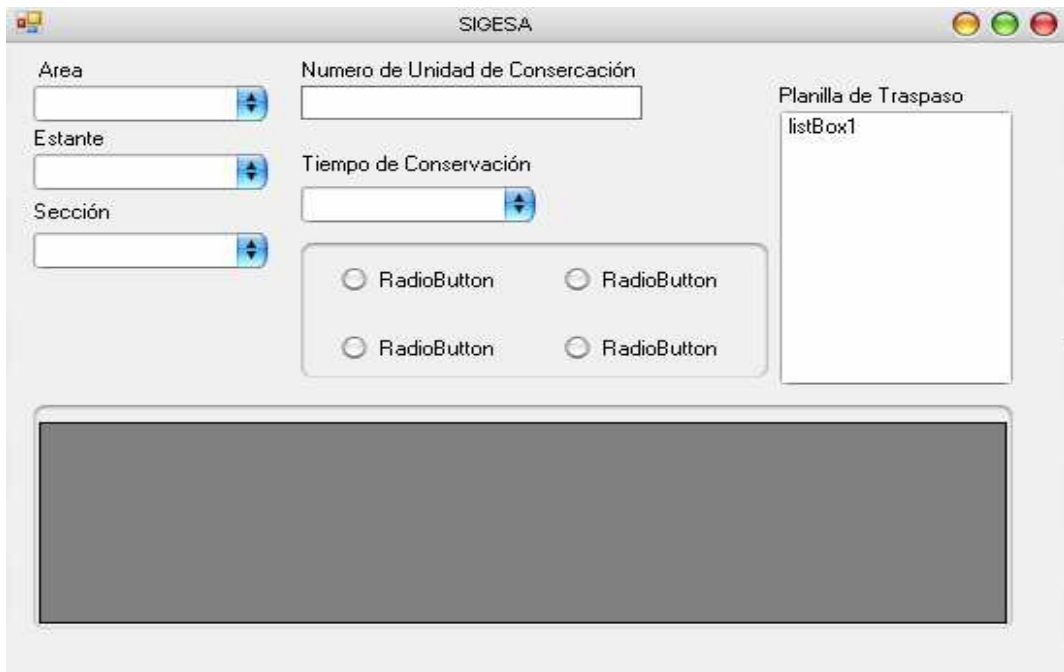 SIGESA
Area
Numero de Unidad de Consercación
Planilla de Traspaso
listBox1
Estante
Tiempo de Conservación
Sección
RadioButton
RadioButton
RadioButton
RadioButton